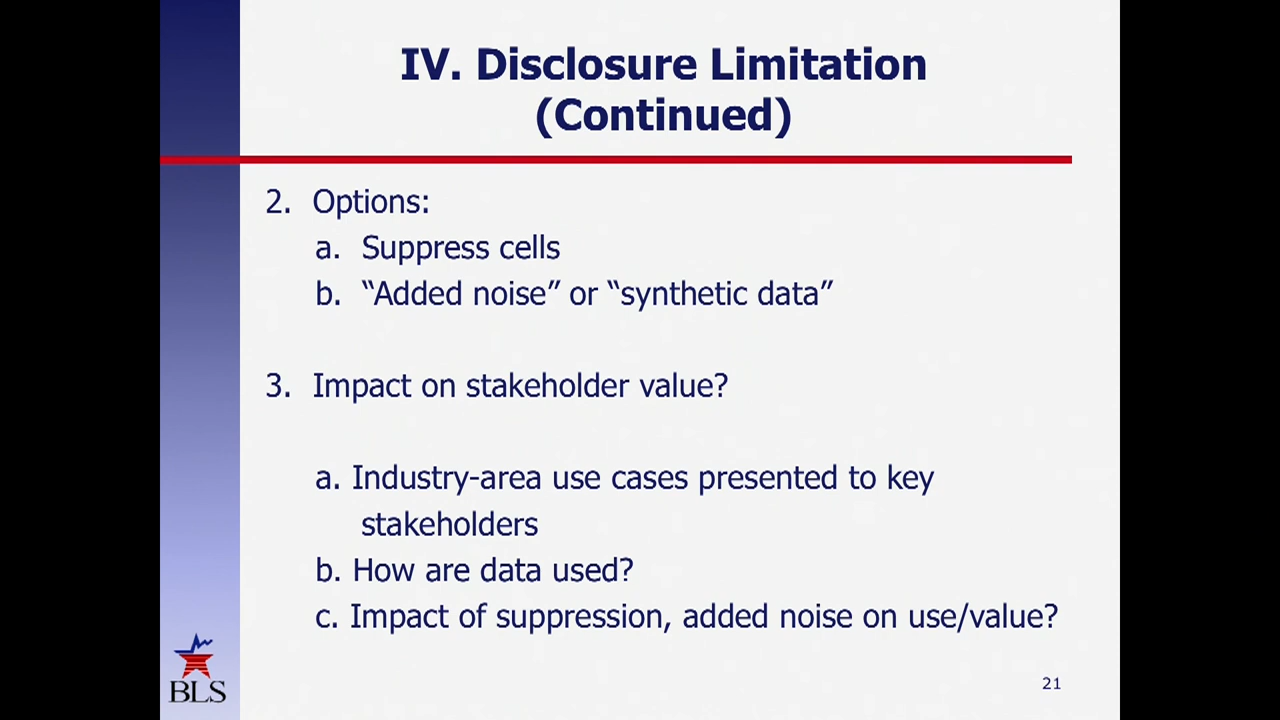 IV. Disclosure Limitation
(Continued)
2. Options:
a. Suppress cells
b. “Added noise” or “synthetic data”
3. Impact on stakeholder value?
a. Industry-area use cases presented to key
stakeholders
b. How are data used?
c. Impact of suppression, added noise on use/value?
BLS
21